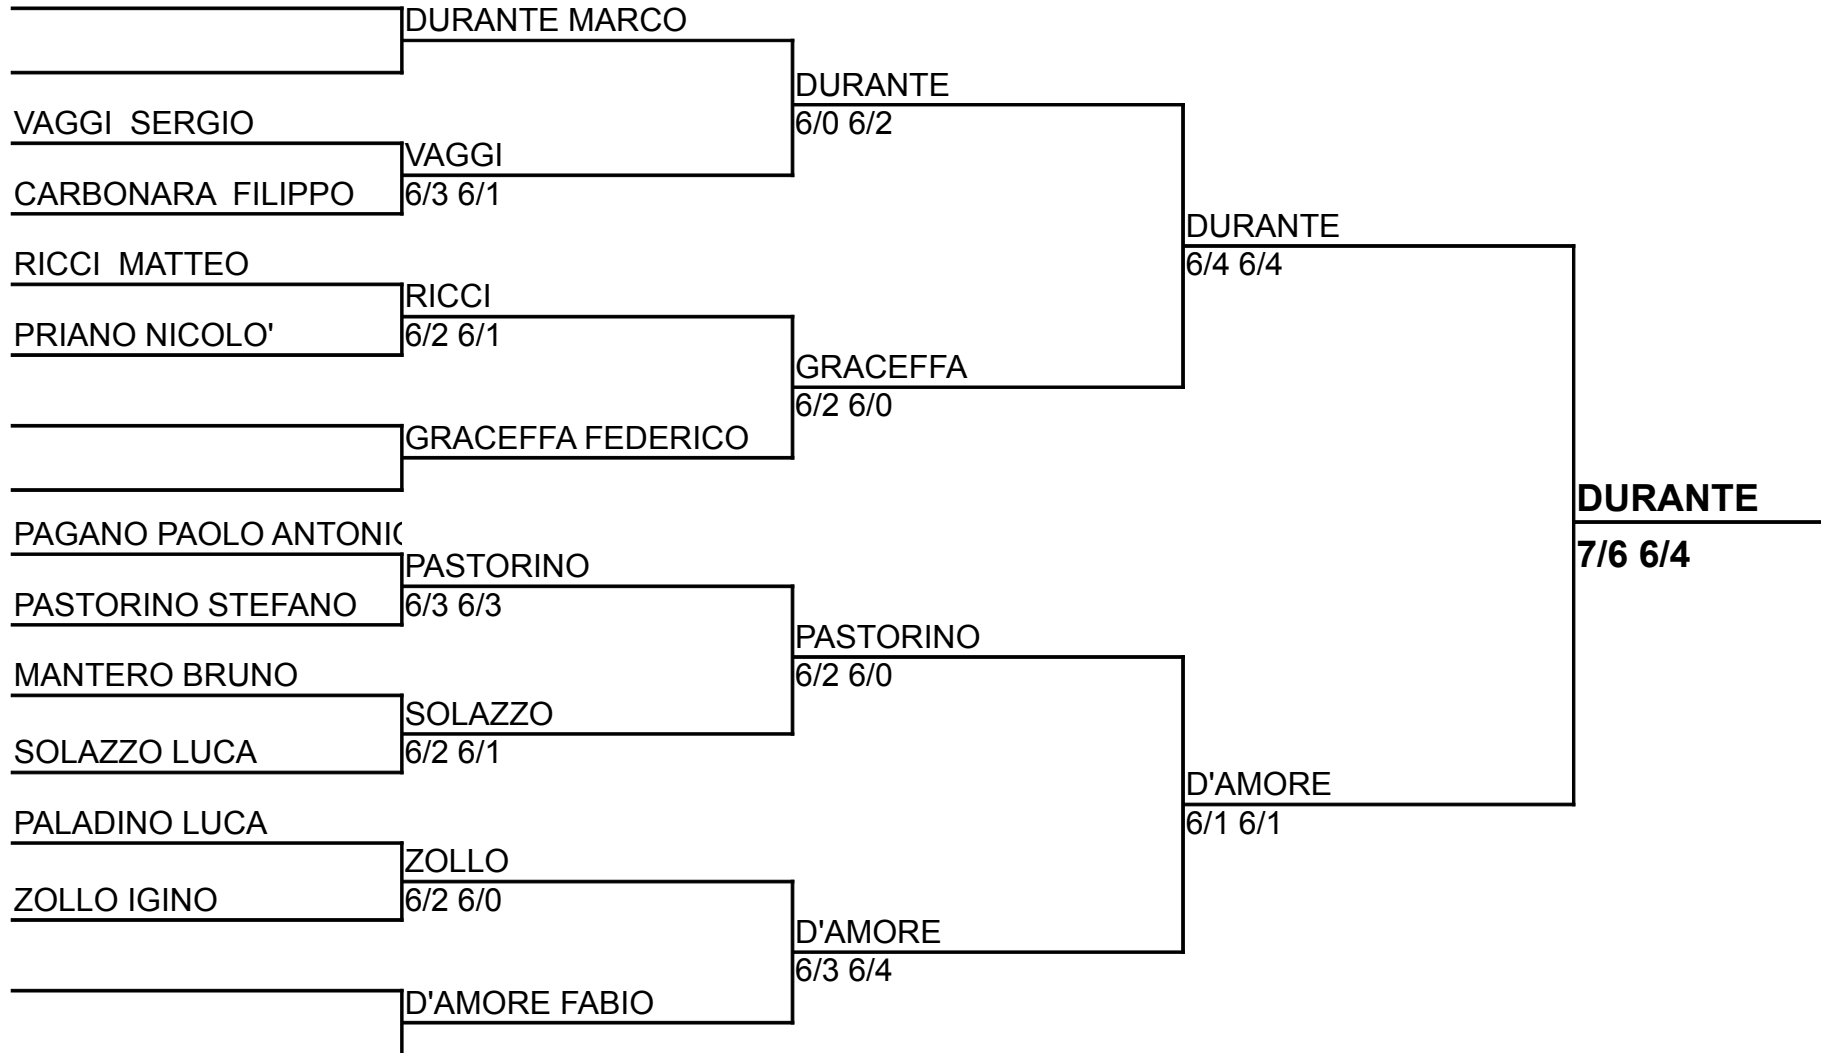 DURANTE MARCO
DURANTE
6/0 6/2
VAGGI  SERGIO
VAGGI
6/3 6/1
CARBONARA  FILIPPO
DURANTE
6/4 6/4
RICCI  MATTEO
RICCI
6/2 6/1
PRIANO NICOLO'
GRACEFFA
6/2 6/0
GRACEFFA FEDERICO
DURANTE
7/6 6/4
PAGANO PAOLO ANTONIO
PASTORINO
6/3 6/3
PASTORINO STEFANO
PASTORINO
6/2 6/0
MANTERO BRUNO
SOLAZZO
6/2 6/1
SOLAZZO LUCA
D'AMORE
6/1 6/1
PALADINO LUCA
ZOLLO
6/2 6/0
ZOLLO IGINO
D'AMORE
6/3 6/4
D'AMORE FABIO